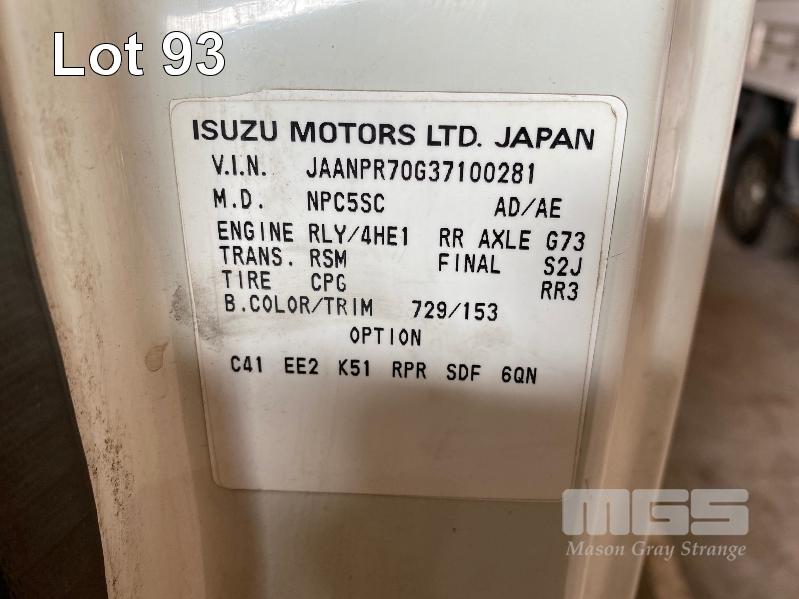 Lot 93
ISUZU MOTORS LTD. JAPAN
V.I.N. JAANPR70G37100281
M.D. NPC5SC AD/AE
ENGINE RLY/4HE1 RR AXLE G73
TRANS. RSM FINAL S2J
TIRE CPG RR3
B.COLOR/TRIM 729/153
OPTION
C41 EE2 K51 RPR SDF 6QN
MGS
Mason Gray Strange